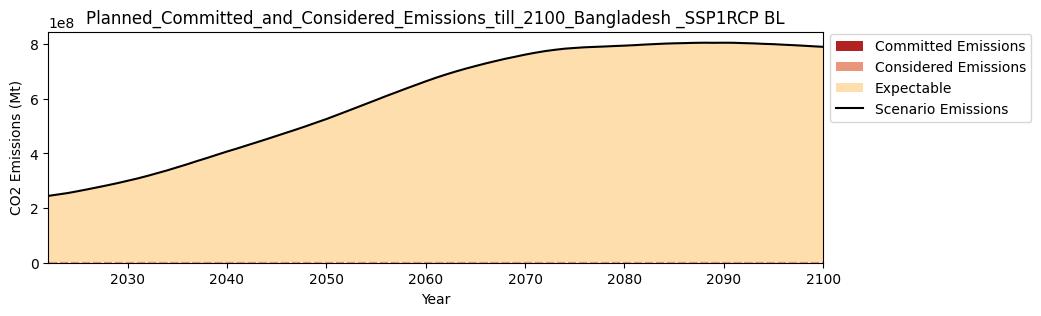 Planned_Committed_and_Considered_Emissions_till_2100_Bangladesh _SSP1RCP BL
1e8
8
6
4
2
0
CO2 Emissions (Mt)
2030 2040 2050 2060 2070 2080 2090 2100
Year
Committed Emissions
Considered Emissions
Expectable
Scenario Emissions